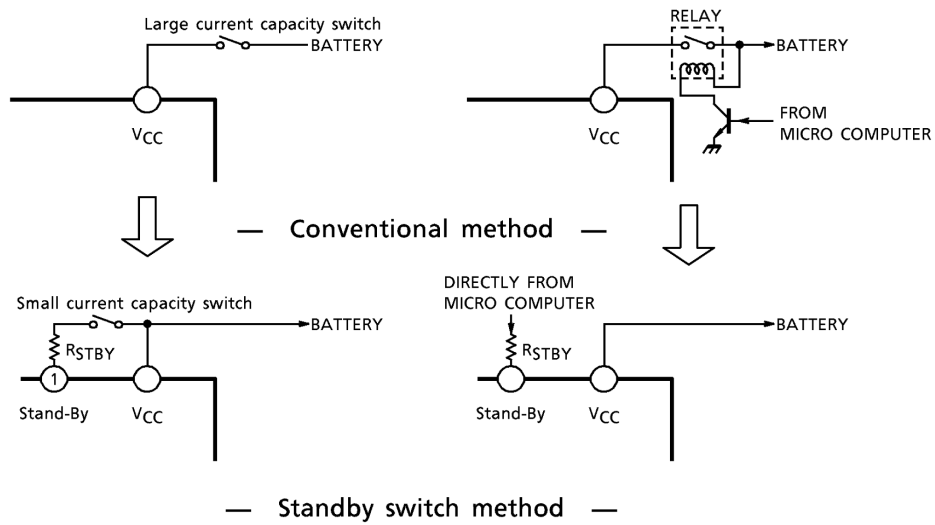 Large current capacity switch
BATTERY
VCC
RELAY
BATTERY
VCC
FROM
MICRO COMPUTER
— Conventional method —
Small current capacity switch
BATTERY
RSTBY
1
Stand-By
VCC
DIRECTLY FROM
MICRO COMPUTER
BATTERY
RSTBY
Stand-By
VCC
— Standby switch method —